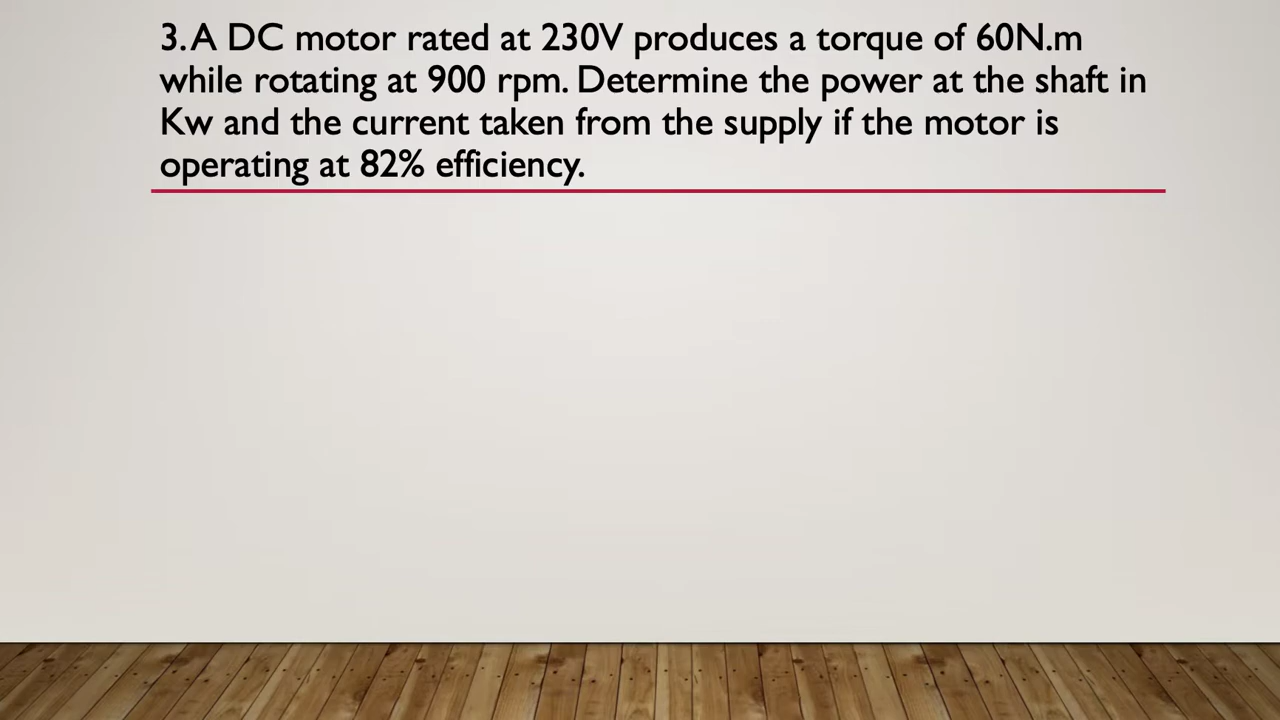 3. A DC motor rated at 230V produces a torque of 60N.m
while rotating at 900 rpm. Determine the power at the shaft in
Kw and the current taken from the supply if the motor is
operating at 82% efficiency.